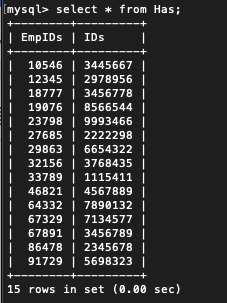 mysql> select * from Has;
+--------+---------+
| EmpIDs | IDs     |
+--------+---------+
|  10546 | 3445667 |
|  12345 | 2978956 |
|  18777 | 3456778 |
|  19076 | 8566544 |
|  23798 | 9993466 |
|  27685 | 2222298 |
|  29863 | 6654322 |
|  32156 | 3768435 |
|  33789 | 1115411 |
|  46821 | 4567889 |
|  64332 | 7890132 |
|  67329 | 7134577 |
|  67891 | 3456789 |
|  86478 | 2345678 |
|  91729 | 5698323 |
+--------+---------+
15 rows in set (0.00 sec)